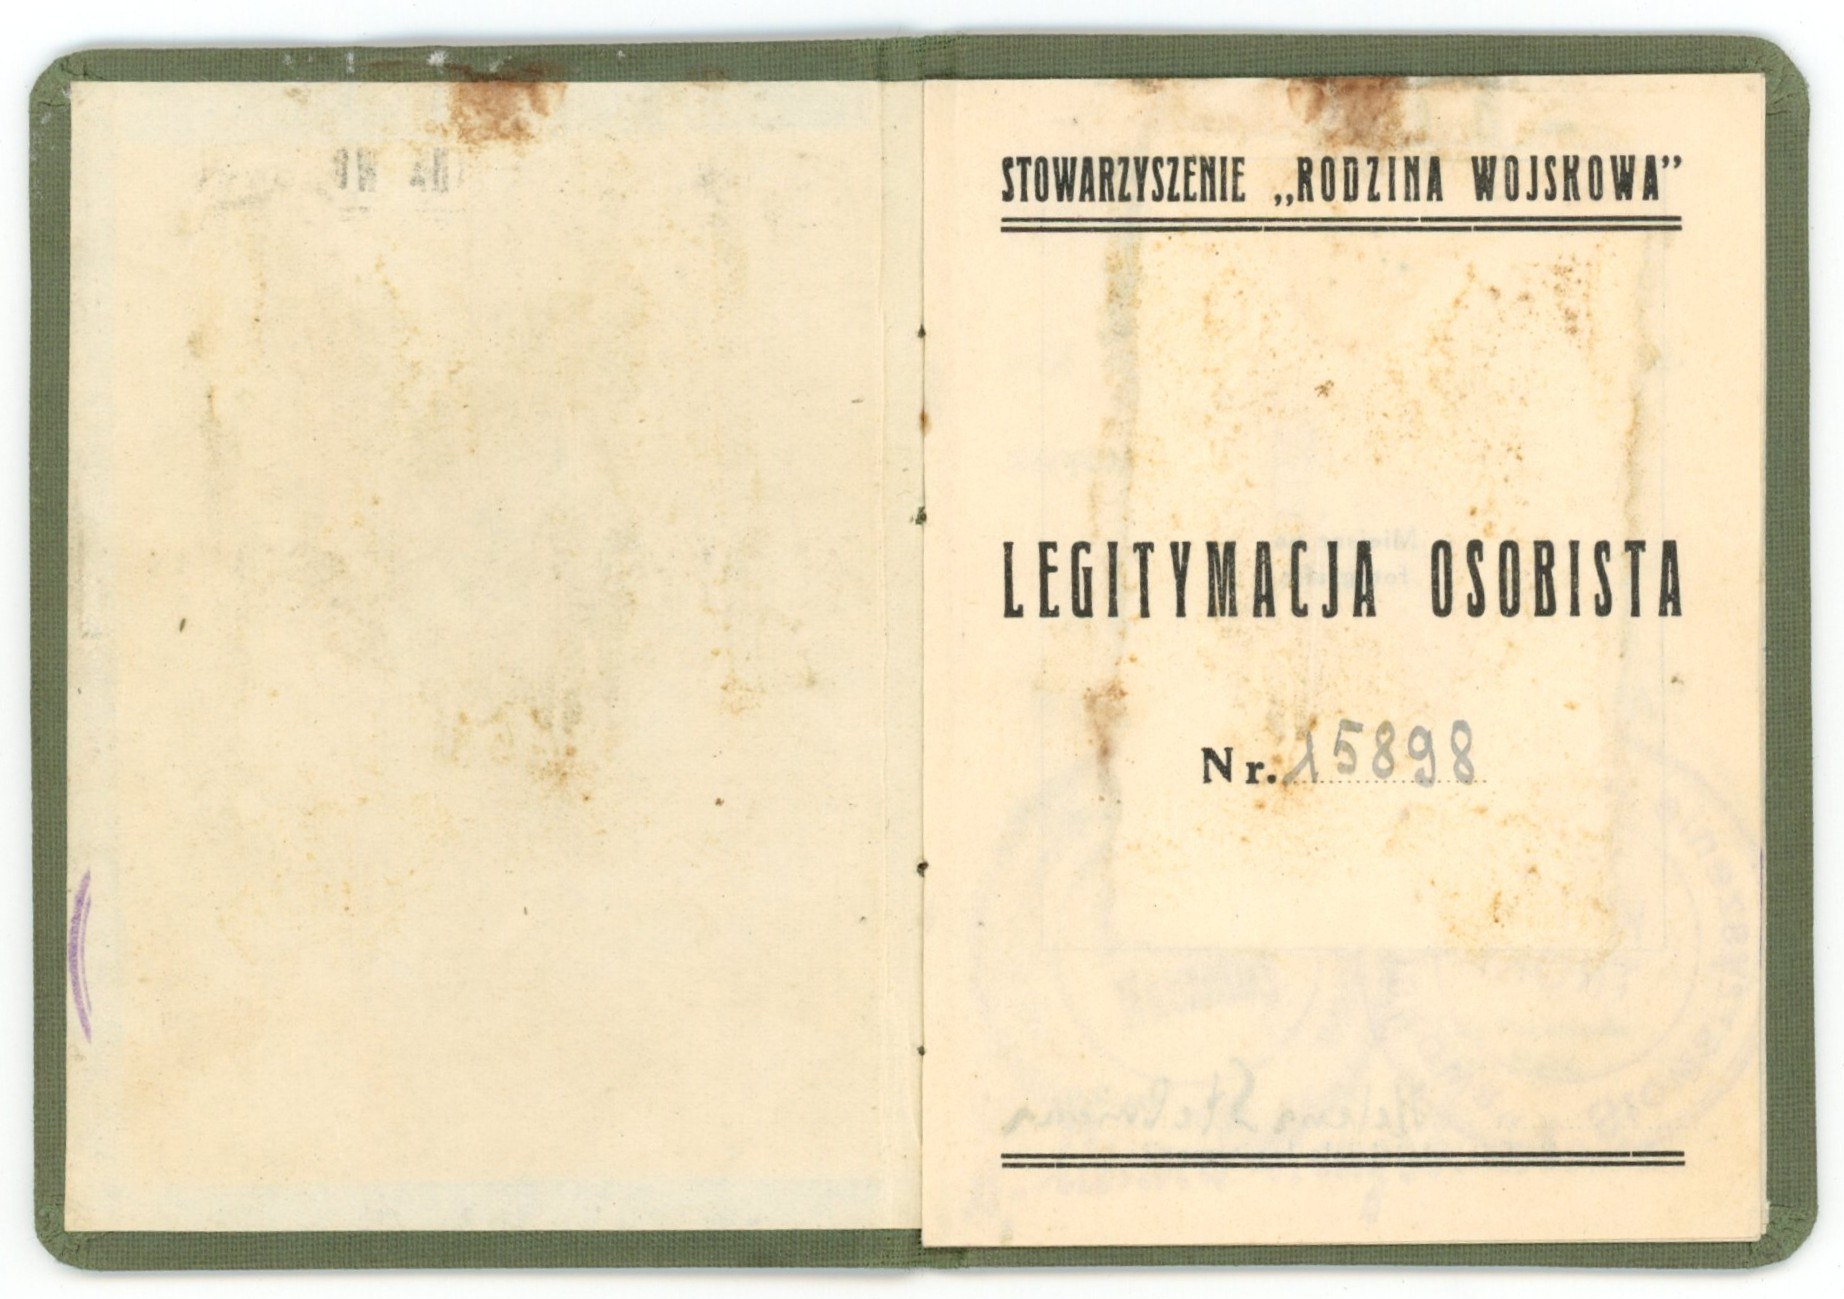 STOWARZYSZENIE „RODZINA WOJSKOWA”
LEGITYMACJA OSOBISTA
Nr. 15898